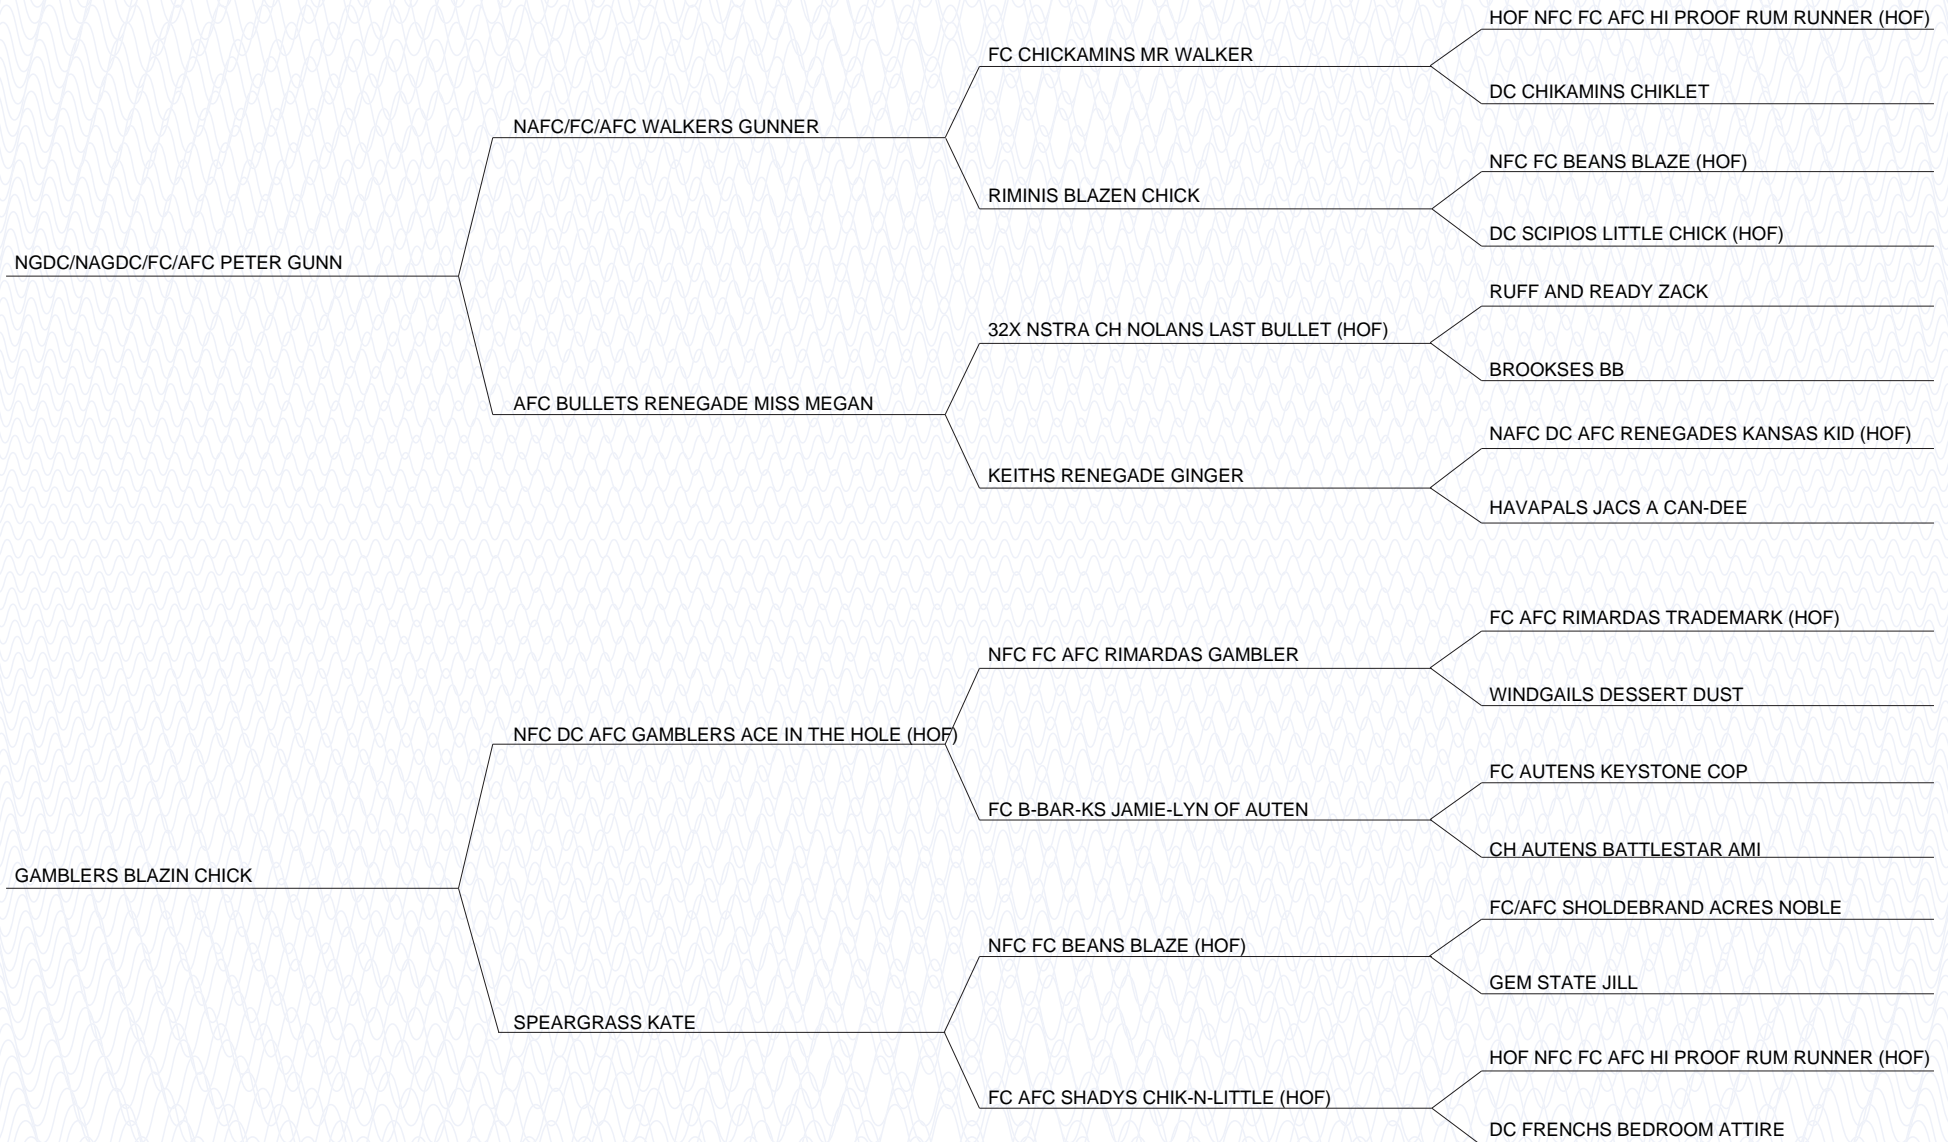 HOF NFC FC AFC HI PROOF RUM RUNNER (HOF)
FC CHICKAMINS MR WALKER
DC CHIKAMINS CHIKLET
NAFC/FC/AFC WALKERS GUNNER
NFC FC BEANS BLAZE (HOF)
RIMINIS BLAZEN CHICK
DC SCIPIOS LITTLE CHICK (HOF)
NGDC/NAGDC/FC/AFC PETER GUNN
RUFF AND READY ZACK
32X NSTRA CH NOLANS LAST BULLET (HOF)
BROOKSES BB
AFC BULLETS RENEGADE MISS MEGAN
NAFC DC AFC RENEGADES KANSAS KID (HOF)
KEITHS RENEGADE GINGER
HAVAPALS JACS A CAN-DEE
FC AFC RIMARDAS TRADEMARK (HOF)
NFC FC AFC RIMARDAS GAMBLER
WINDGAILS DESSERT DUST
NFC DC AFC GAMBLERS ACE IN THE HOLE (HOF)
FC AUTENS KEYSTONE COP
FC B-BAR-KS JAMIE-LYN OF AUTEN
CH AUTENS BATTLESTAR AMI
GAMBLERS BLAZIN CHICK
FC/AFC SHOLDEBRAND ACRES NOBLE
NFC FC BEANS BLAZE (HOF)
GEM STATE JILL
SPEARGRASS KATE
HOF NFC FC AFC HI PROOF RUM RUNNER (HOF)
FC AFC SHADYS CHIK-N-LITTLE (HOF)
DC FRENCHS BEDROOM ATTIRE